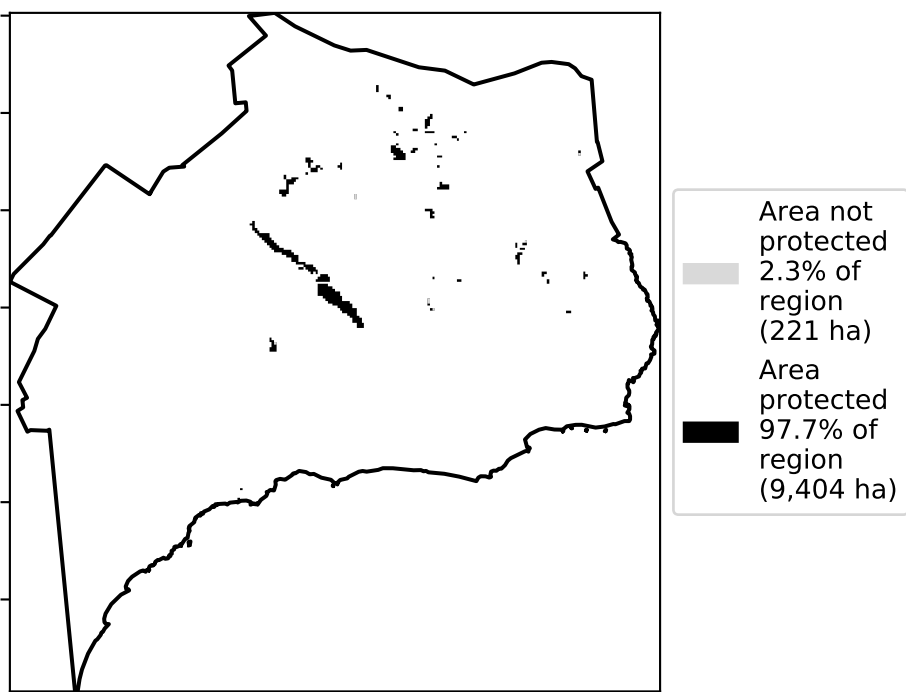 Area not
protected
2.3% of
region
(221 ha)
Area
protected
97.7% of
region
(9,404 ha)